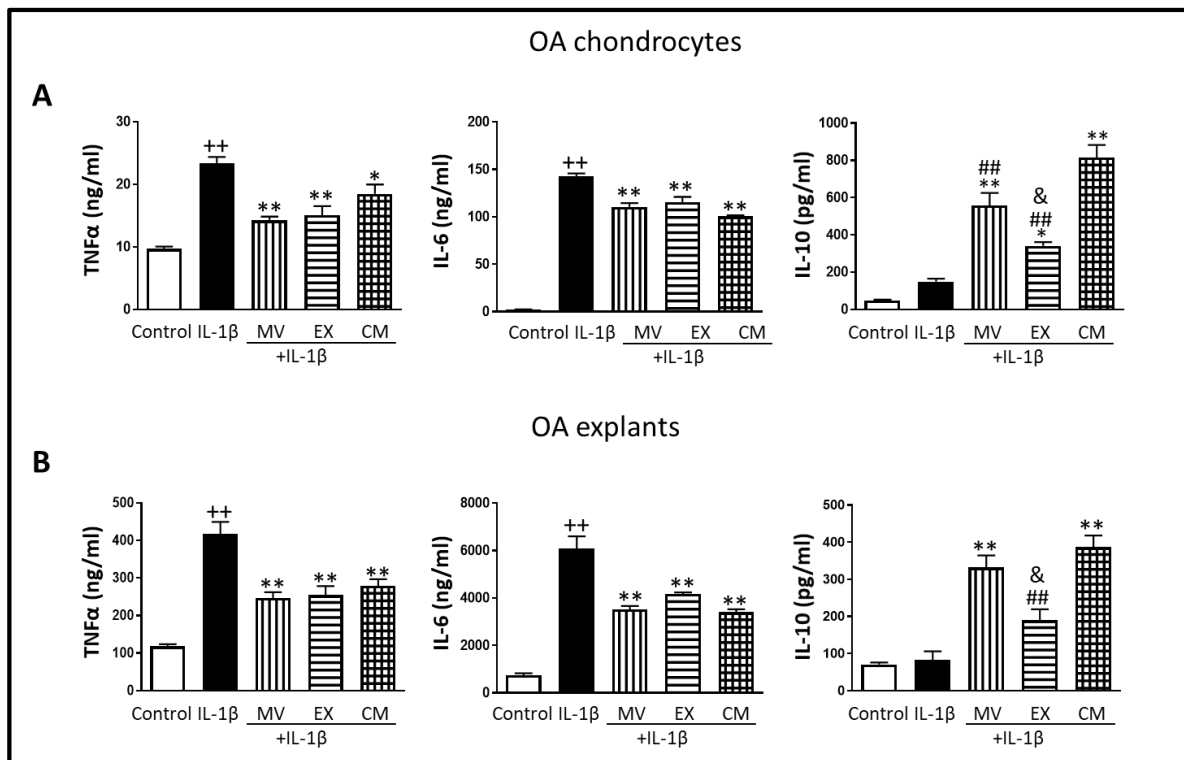 OA chondrocytes
A
TNFα (ng/ml)
30
20
10
0
++
**
**
*
Control IL-1β MV EX CM
+IL-1β
IL-6 (ng/ml)
200
150
100
50
0
++
**
**
**
Control IL-1β MV EX CM
+IL-1β
IL-10 (pg/ml)
1000
800
600
400
200
0
##
**
&
##
*
**
Control IL-1β MV EX CM
+IL-1β
OA explants
B
TNFα (ng/ml)
500
400
300
200
100
0
++
**
**
**
Control IL-1β MV EX CM
+IL-1β
IL-6 (ng/ml)
8000
6000
4000
2000
0
++
**
**
**
Control IL-1β MV EX CM
+IL-1β
IL-10 (pg/ml)
500
400
300
200
100
0
**
&
##
**
Control IL-1β MV EX CM
+IL-1β